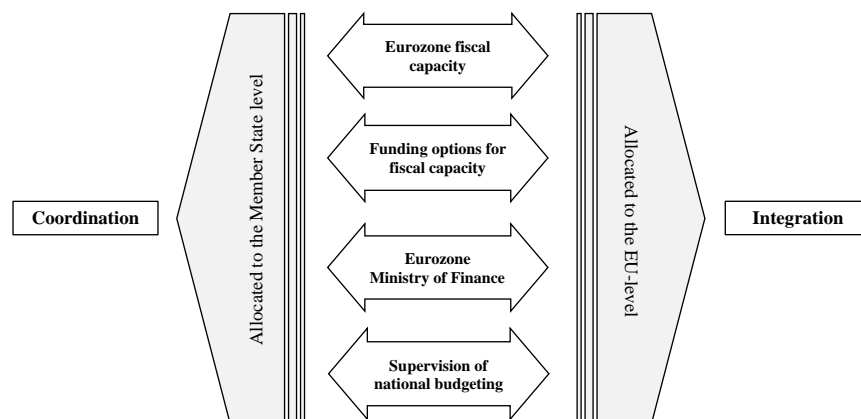 Coordination
Allocated to the Member State level
Eurozone fiscal
capacity
Funding options for
fiscal capacity
Eurozone
Ministry of Finance
Supervision of
national budgeting
Allocated to the EU-level
Integration